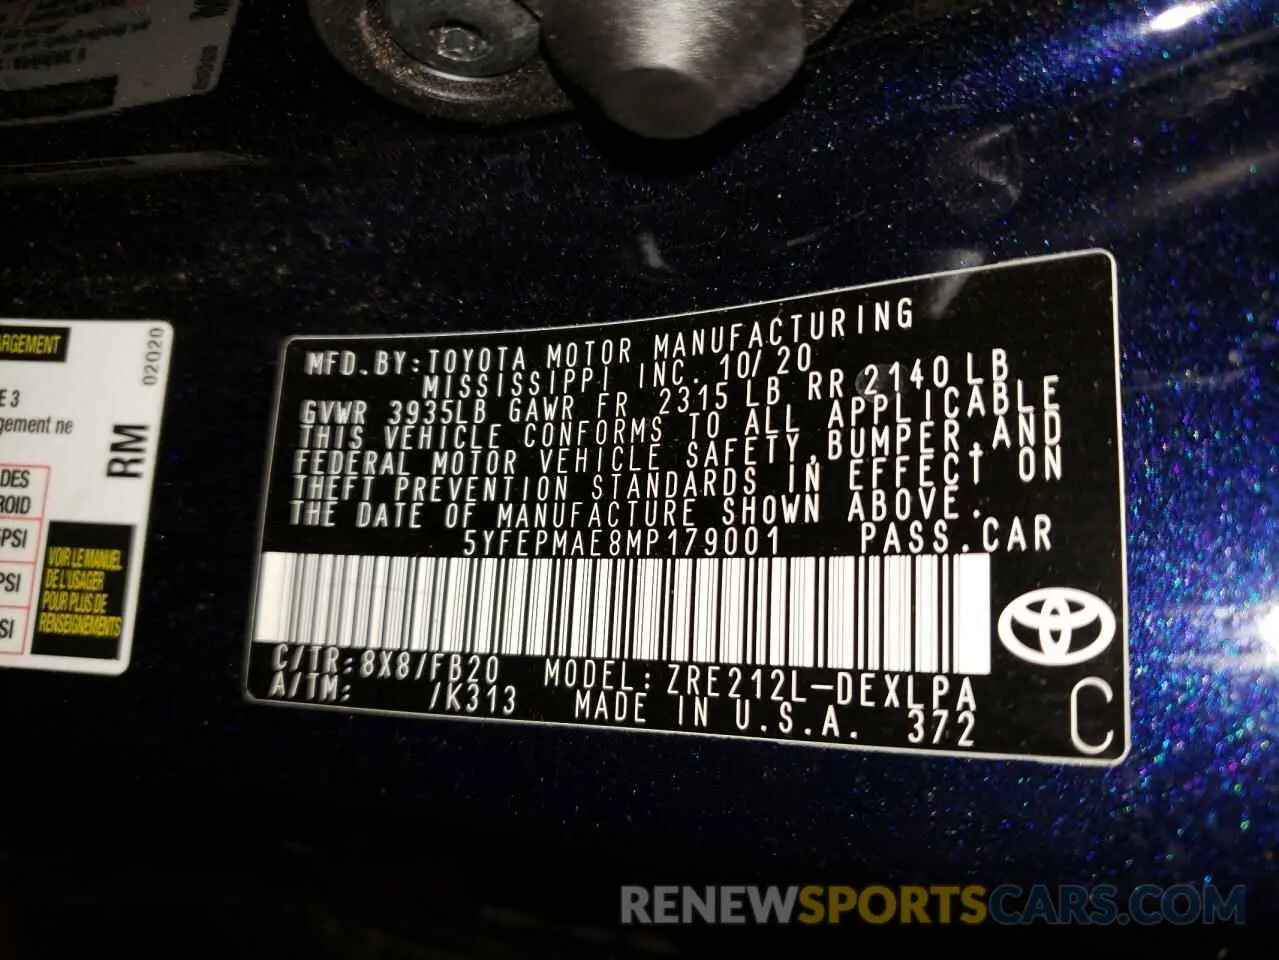 ARGEMENT
02020
E 3
gement ne
RM
DES
ROID
PSI
PSI
SI
VOIR LE MANUEL
DE L'USAGER
POUR PLUS DE
RENSEIGNEMENTS
MFD.BY:TOYOTA MOTOR MANUFACTURING
MISSISSIPPI INC. 10/20
GVWR 3935LB GAWR FR 2315 LB RR 2140 LB
THIS VEHICLE CONFORMS TO ALL APPLICABLE
FEDERAL MOTOR VEHICLE SAFETY,BUMPER,AND
THEFT PREVENTION STANDARDS IN EFFECT ON
THE DATE OF MANUFACTURE SHOWN ABOVE.
5YFEPMAE8MP179001 PASS.CAR
C/TR:8X8/FB20 MODEL:ZRE212L-DEXLPA
A/TM: /K313 MADE IN U.S.A. 372
C
RENEWSPORTSCARS.COM